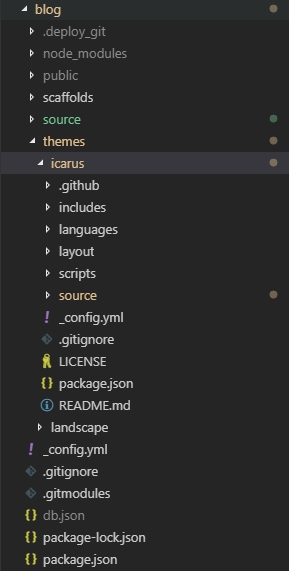 blog
.deploy_git
node_modules
public
scaffolds
source
themes
icarus
.github
includes
languages
layout
scripts
source
_config.yml
.gitignore
LICENSE
package.json
README.md
landscape
_config.yml
.gitignore
.gitmodules
db.json
package-lock.json
package.json